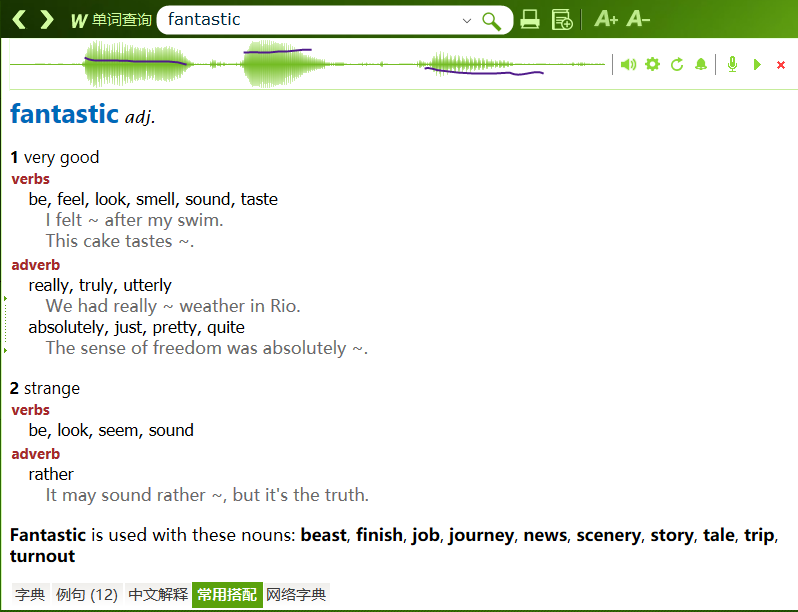 W 单词查询 fantastic A+ A-
fantastic adj.
1 very good
verbs
be, feel, look, smell, sound, taste
I felt ~ after my swim.
This cake tastes ~.
adverb
really, truly, utterly
We had really ~ weather in Rio.
absolutely, just, pretty, quite
The sense of freedom was absolutely ~.
2 strange
verbs
be, look, seem, sound
adverb
rather
It may sound rather ~, but it's the truth.
Fantastic is used with these nouns: beast, finish, job, journey, news, scenery, story, tale, trip,
turnout
字典 例句 (12) 中文解释 常用搭配 网络字典